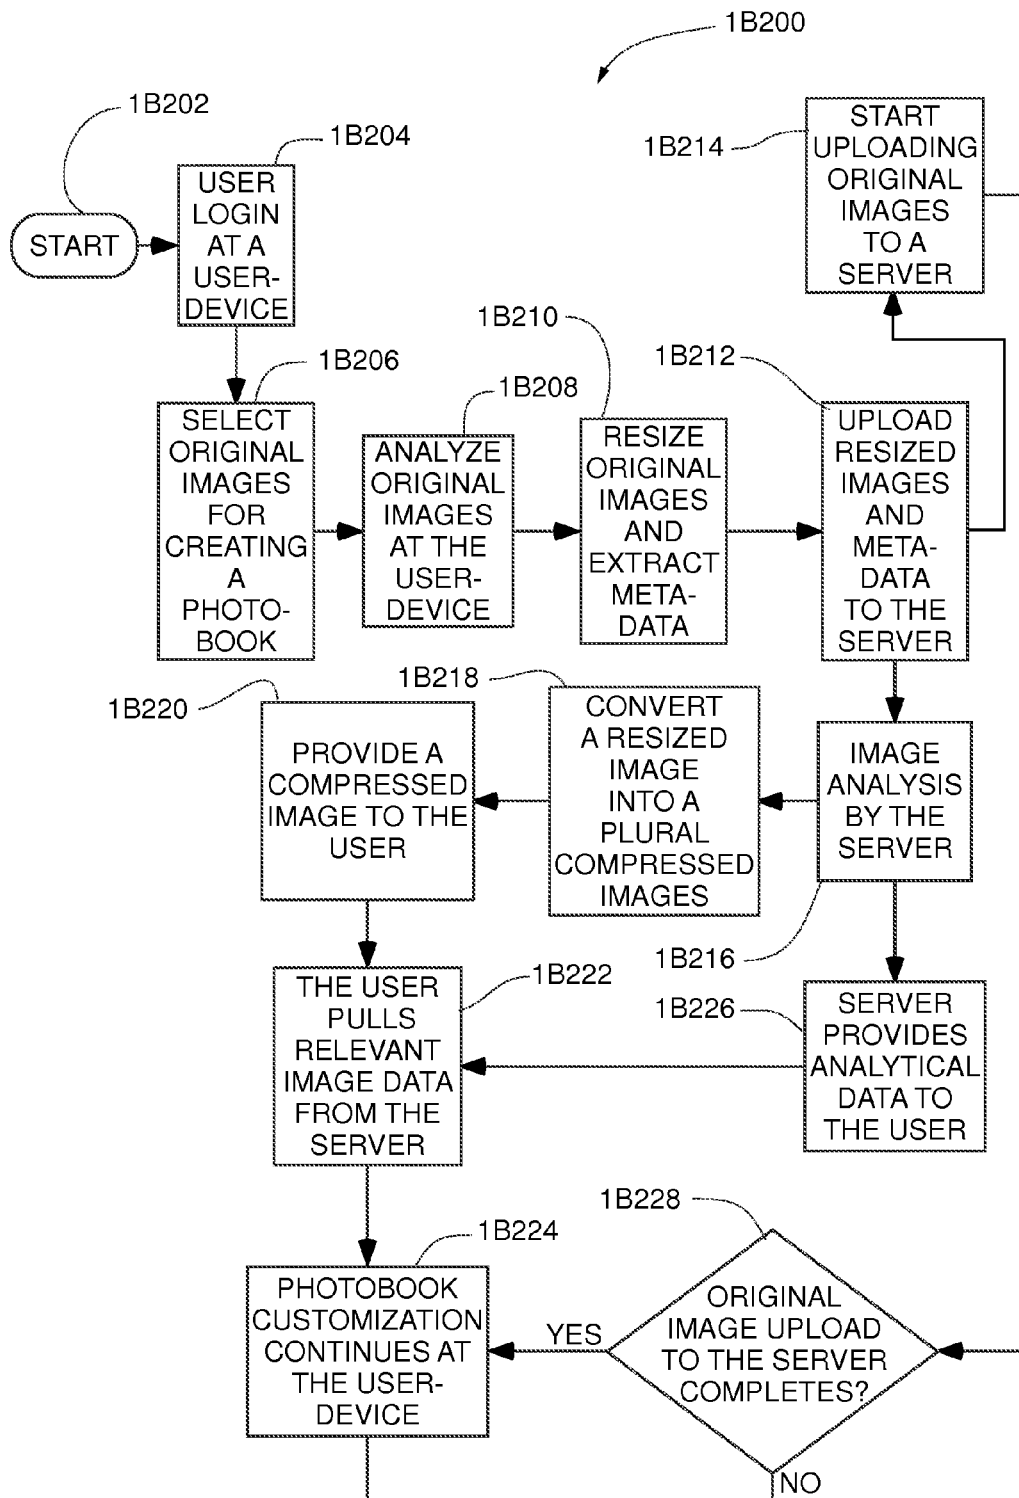 1B200
1B202
START
1B204
USER
LOGIN
AT A
USER-
DEVICE
1B214
START
UPLOADING
ORIGINAL
IMAGES
TO A
SERVER
1B206
SELECT
ORIGINAL
IMAGES
FOR
CREATING
A
PHOTO-
BOOK
1B208
ANALYZE
ORIGINAL
IMAGES
AT THE
USER-
DEVICE
1B210
RESIZE
ORIGINAL
IMAGES
AND
EXTRACT
META-
DATA
1B212
UPLOAD
RESIZED
IMAGES
AND
META-
DATA
TO THE
SERVER
1B220
PROVIDE A
COMPRESSED
IMAGE TO THE
USER
1B218
CONVERT
A RESIZED
IMAGE
INTO A
PLURAL
COMPRESSED
IMAGES
IMAGE
ANALYSIS
BY THE
SERVER
1B216
1B222
THE USER
PULLS
RELEVANT
IMAGE DATA
FROM THE
SERVER
1B226
SERVER
PROVIDES
ANALYTICAL
DATA TO
THE USER
1B224
PHOTOBOOK
CUSTOMIZATION
CONTINUES AT
THE USER-
DEVICE
YES
1B228
ORIGINAL
IMAGE UPLOAD
TO THE SERVER
COMPLETES?
NO